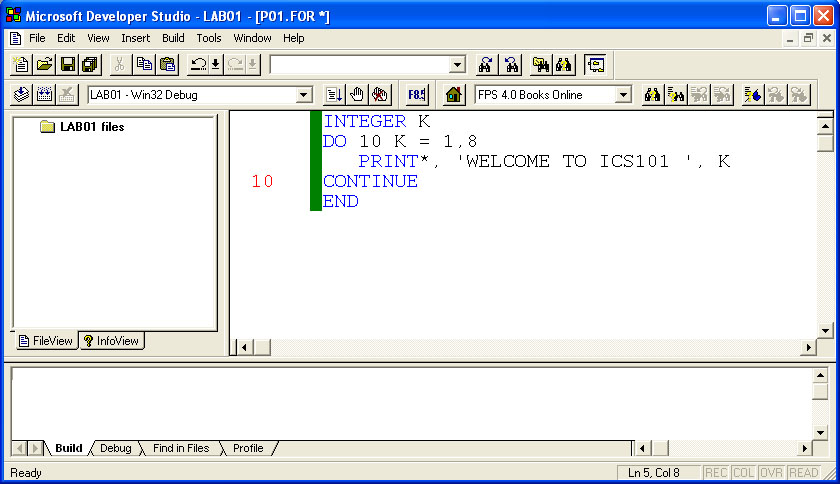 Microsoft Developer Studio - LAB01 - [P01.FOR *]
File Edit View Insert Build Tools Window Help
LAB01 - Win32 Debug F8.5 FPS 4.0 Books Online
LAB01 files
INTEGER K
DO 10 K = 1,8
PRINT*, 'WELCOME TO ICS101 ', K
10 CONTINUE
END
FileView ? InfoView
Build Debug Find in Files Profile
Ready Ln 5, Col 8 REC COL OVR READ